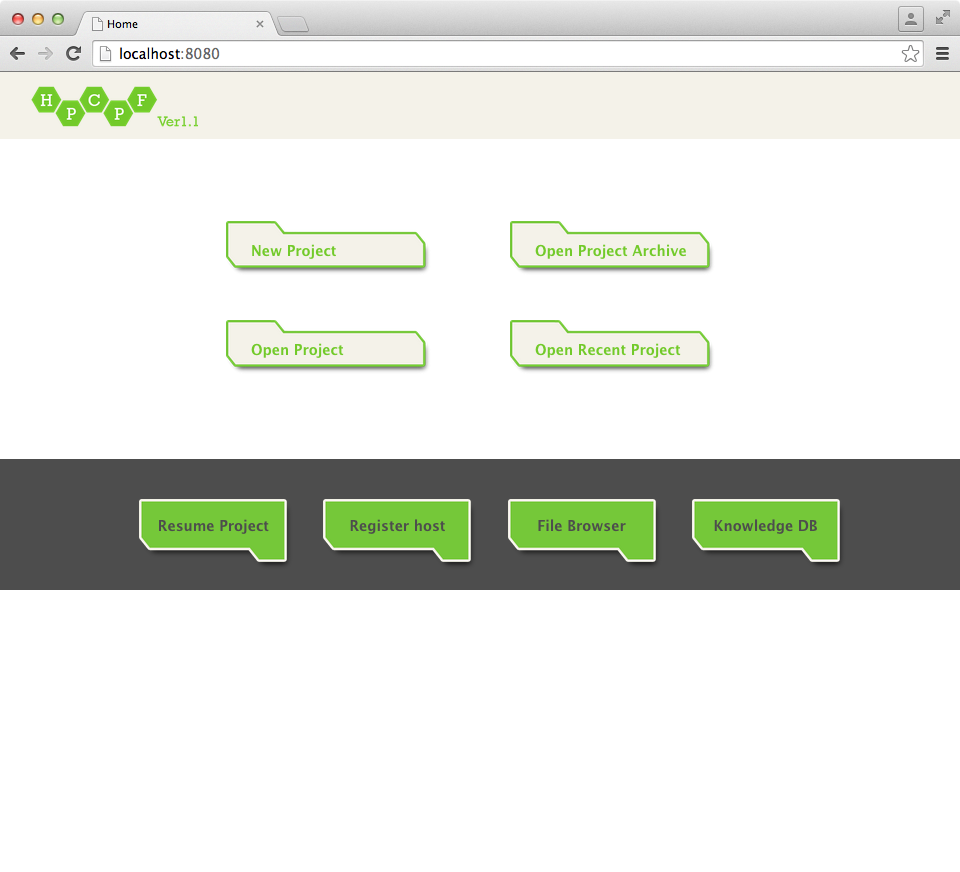 Home
localhost:8080
HPCPF
Ver1.1
New Project
Open Project Archive
Open Project
Open Recent Project
Resume Project
Register host
File Browser
Knowledge DB